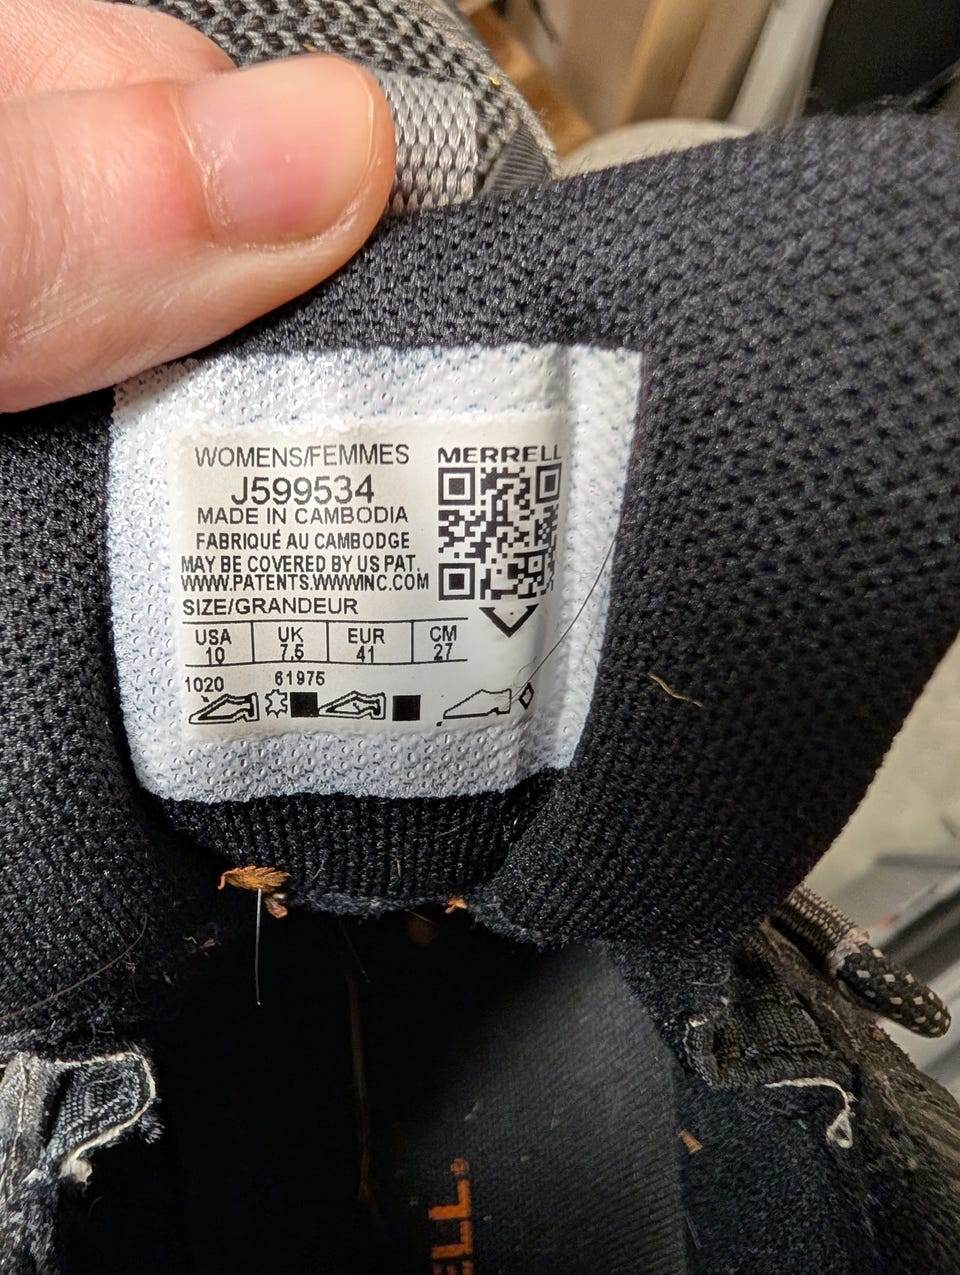 WOMENS/FEMMES
J599534
MADE IN CAMBODIA
FABRIQUÉ AU CAMBODGE
MAY BE COVERED BY US PAT.
WWW.PATENTS.WWWINC.COM
MERRELL
SIZE/GRANDEUR
USA UK EUR CM
10 7.5 41 27
1020 61975
ELL.